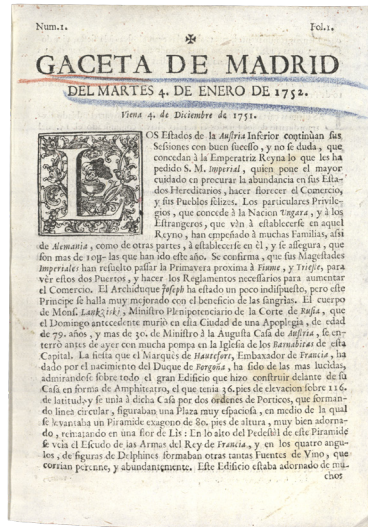 Num.1. Fol.1.
✠
GACETA DE MADRID
DEL MARTES 4. DE ENERO DE 1752.
Viena 4. de Diciembre de 1751.
LOS Estados de la Austria Inferior continùan sus
Sesiones con buen sucesso, y no se duda, que
concedan à la Emperatriz Reyna lo que les ha
pedido S. M. Imperial, quien pone el mayor
cuidado en procurar la abundancia en sus Esta-
dos Hereditarios, hacer florecer el Comercio,
y sus Pueblos felizes. Los particulares Privile-
gios, que concede à la Nacion Ungara, y à los
Estrangeros, que vàn à establecerse en aquel
Reyno, han empeñado à muchas Familias, assi
de Alemania, como de otras partes, à establecerse en èl, y se assegura, que
son mas de 10y- las que han ido este año. Se confirma, que sus Magestades
Imperiales han resuelto passar la Primavera proxima à Fiume, y Trieste, para
vèr estos dos Puertos, y hacer los Reglamentos necessarios para aumentar
el Comercio. El Archiduque Joseph ha estado un poco indispuesto, pero este
Principe se halla muy mejorado con el beneficio de las sangrias. El cuerpo
de Mons. Ministro Plenipotenciario de la Corte de Rusia, que
el Domingo antecedente murio en esta Ciudad de una Apoplegia, de edad
de 79. años, y mas de 30. de Ministro à la Augusta Casa de Austria, se en-
terrò antes de ayer con mucha pompa en la Iglesia de los Barnabitas de esta
Capital. La fiesta que el Marquès de Hautefort, Embaxador de Francia, ha
dado por el nacimiento del Duque de Borgoña, ha sido de las mas lucidas,
admirandose sobre todo el gran Edificio que hizo construir delante de su
Casa en forma de Amphiteatro, el que tenia 36. pies de elevacion sobre 116.
de latitud, y se unia à dicha Casa por dos ordenes de Porticos, que forman-
do linea circular, figuraban una Plaza muy espaciosa, en medio de la qual
se levantaba un Piramide exagono de 80. pies de altura, muy bien adorna-
do, rematando en una flor de Lis: En lo alto del Pedestàl de este Piramide
se veìa el Escudo de las Armas del Rey de Francia, y en los quatro angu-
los, de figuras de Delphines formaban otras tantas Fuentes de Vino, que
corrian perenne, y abundantemente. Este Edificio estaba adornado de mu-
chos